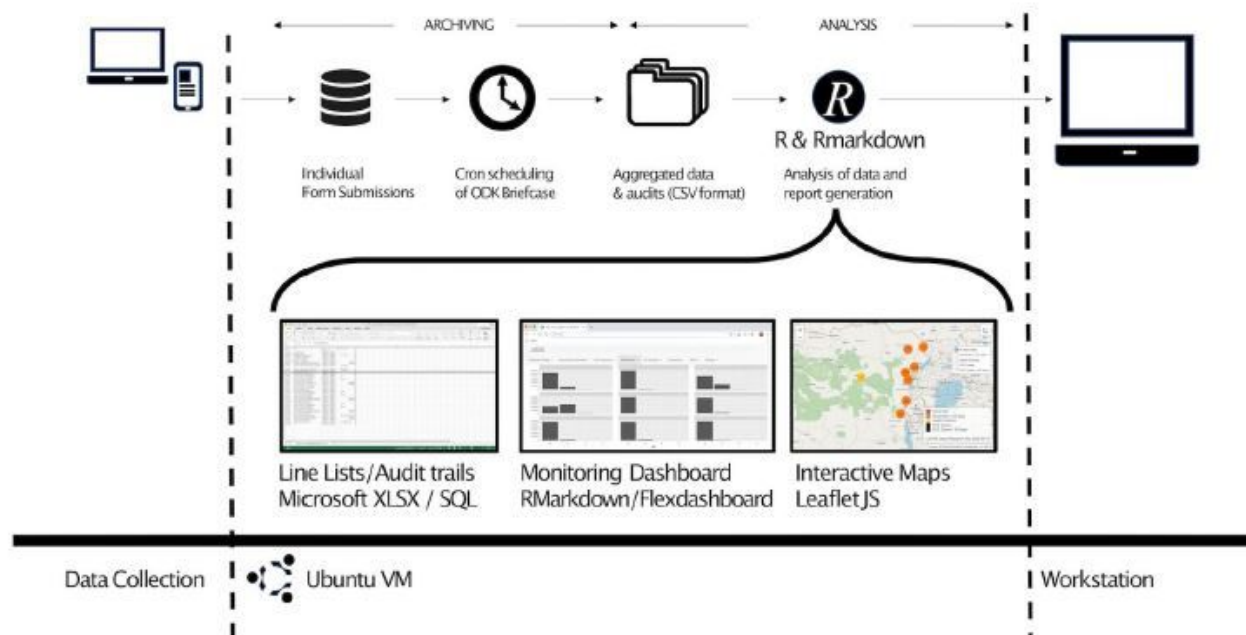 ARCHIVING
ANALYSIS
R
R & Rmarkdown
Individual
Form Submissions
Cron scheduling
of ODK Briefcase
Aggregated data
& audits (CSV format)
Analysis of data and
report generation
Line Lists/Audit trails
Microsoft XLSX / SQL
Monitoring Dashboard
RMarkdown/Flexdashboard
Interactive Maps
Leaflet JS
Data Collection
Ubuntu VM
Workstation